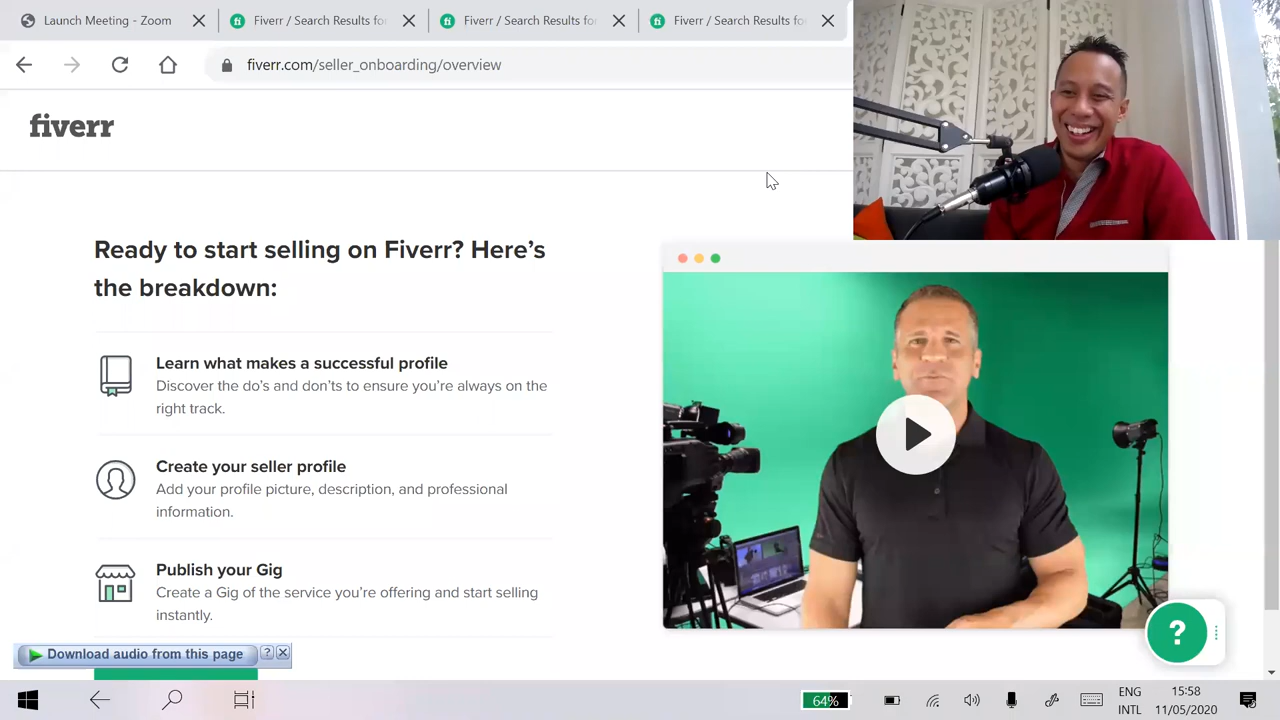 Launch Meeting - Zoom
Fiverr / Search Results for
Fiverr / Search Results for
Fiverr / Search Results for
fiverr.com/seller_onboarding/overview
fiverr
Ready to start selling on Fiverr? Here's
the breakdown:
Learn what makes a successful profile
Discover the do's and don'ts to ensure you're always on the
right track.
Create your seller profile
Add your profile picture, description, and professional
information.
Publish your Gig
Create a Gig of the service you're offering and start selling
instantly.
Download audio from this page
?
?
64%
ENG
INTL
15:58
11/05/2020